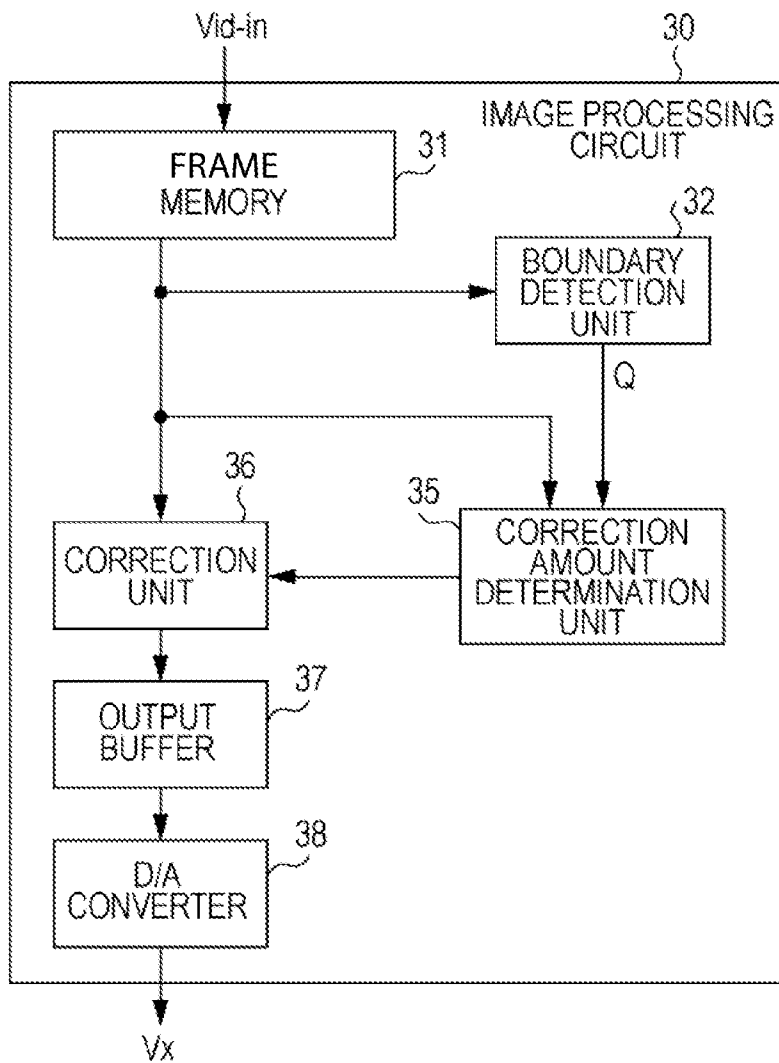 Vid-in
30
IMAGE PROCESSING
CIRCUIT
FRAME
MEMORY
31
32
BOUNDARY
DETECTION
UNIT
Q
36
CORRECTION
UNIT
35
CORRECTION
AMOUNT
DETERMINATION
UNIT
37
OUTPUT
BUFFER
38
D/A
CONVERTER
Vx